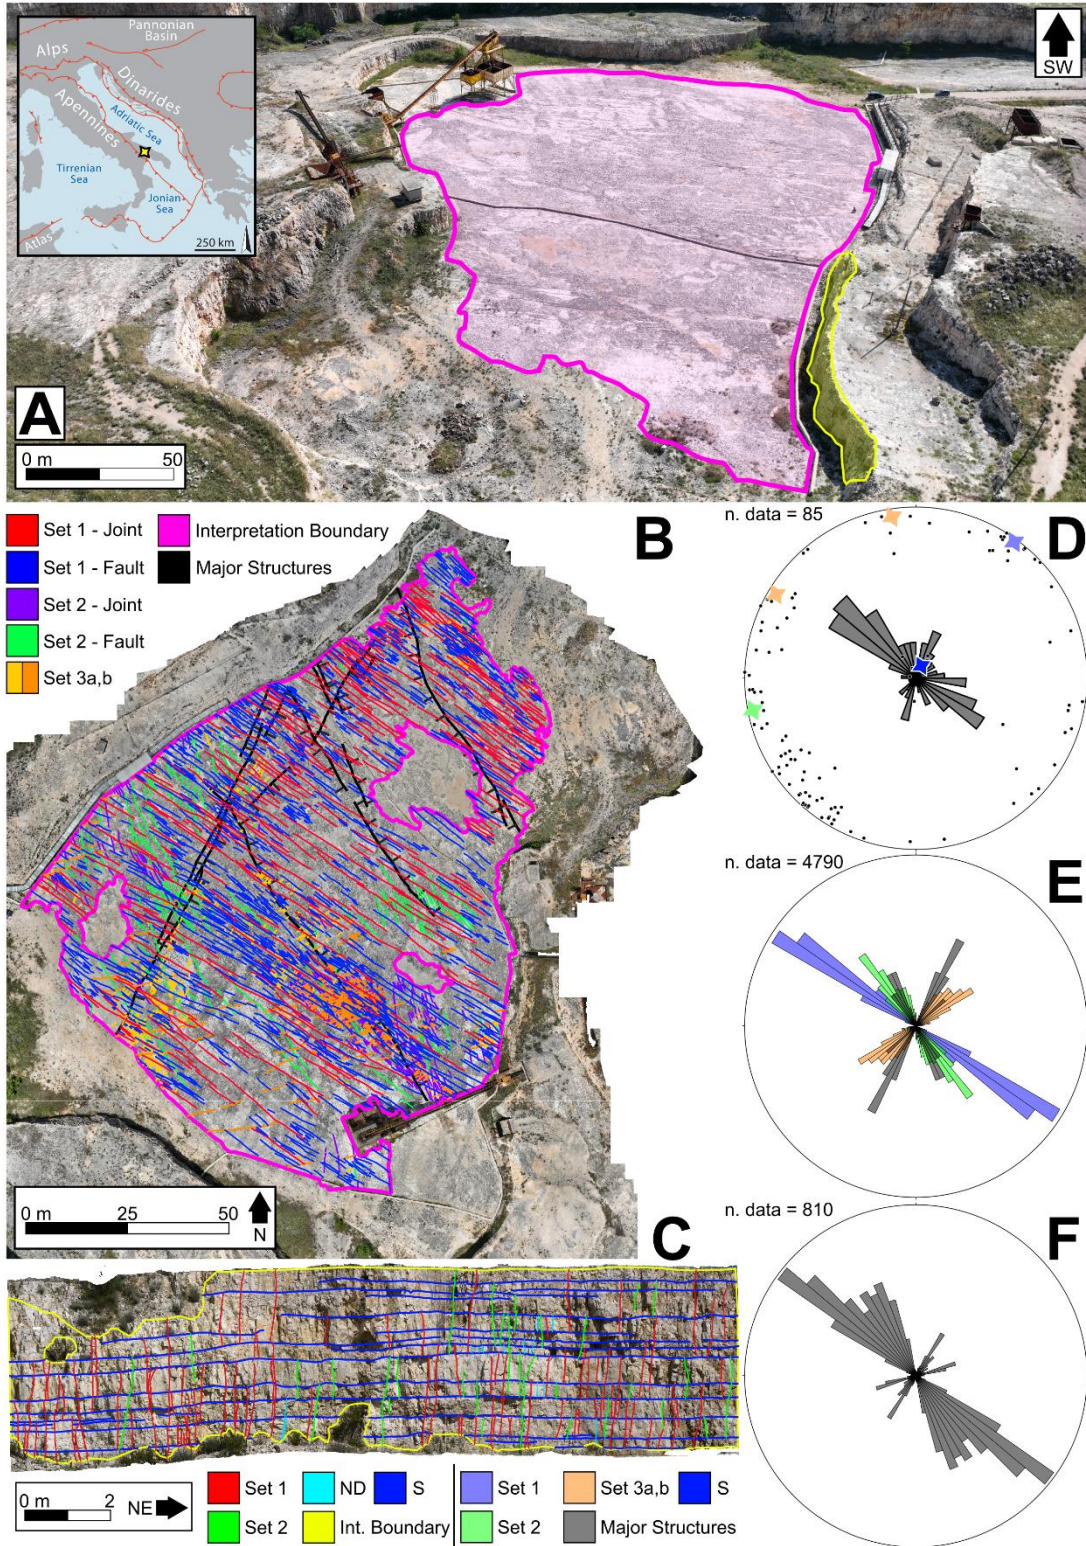 Pannonian
Basin
Alps
Dinarides
Apennines
Adriatic Sea
Tirrenian
Sea
Jonian
Sea
Atlas
250 km
SW
A
0 m 50
Set 1 - Joint
Set 1 - Fault
Set 2 - Joint
Set 2 - Fault
Set 3a,b
Interpretation Boundary
Major Structures
B
0 m 25 50
N
C
0 m 2
NE
Set 1
Set 2
ND
S
Int. Boundary
Set 1
Set 2
Set 3a,b
S
Major Structures
n. data = 85
D
n. data = 4790
E
n. data = 810
F